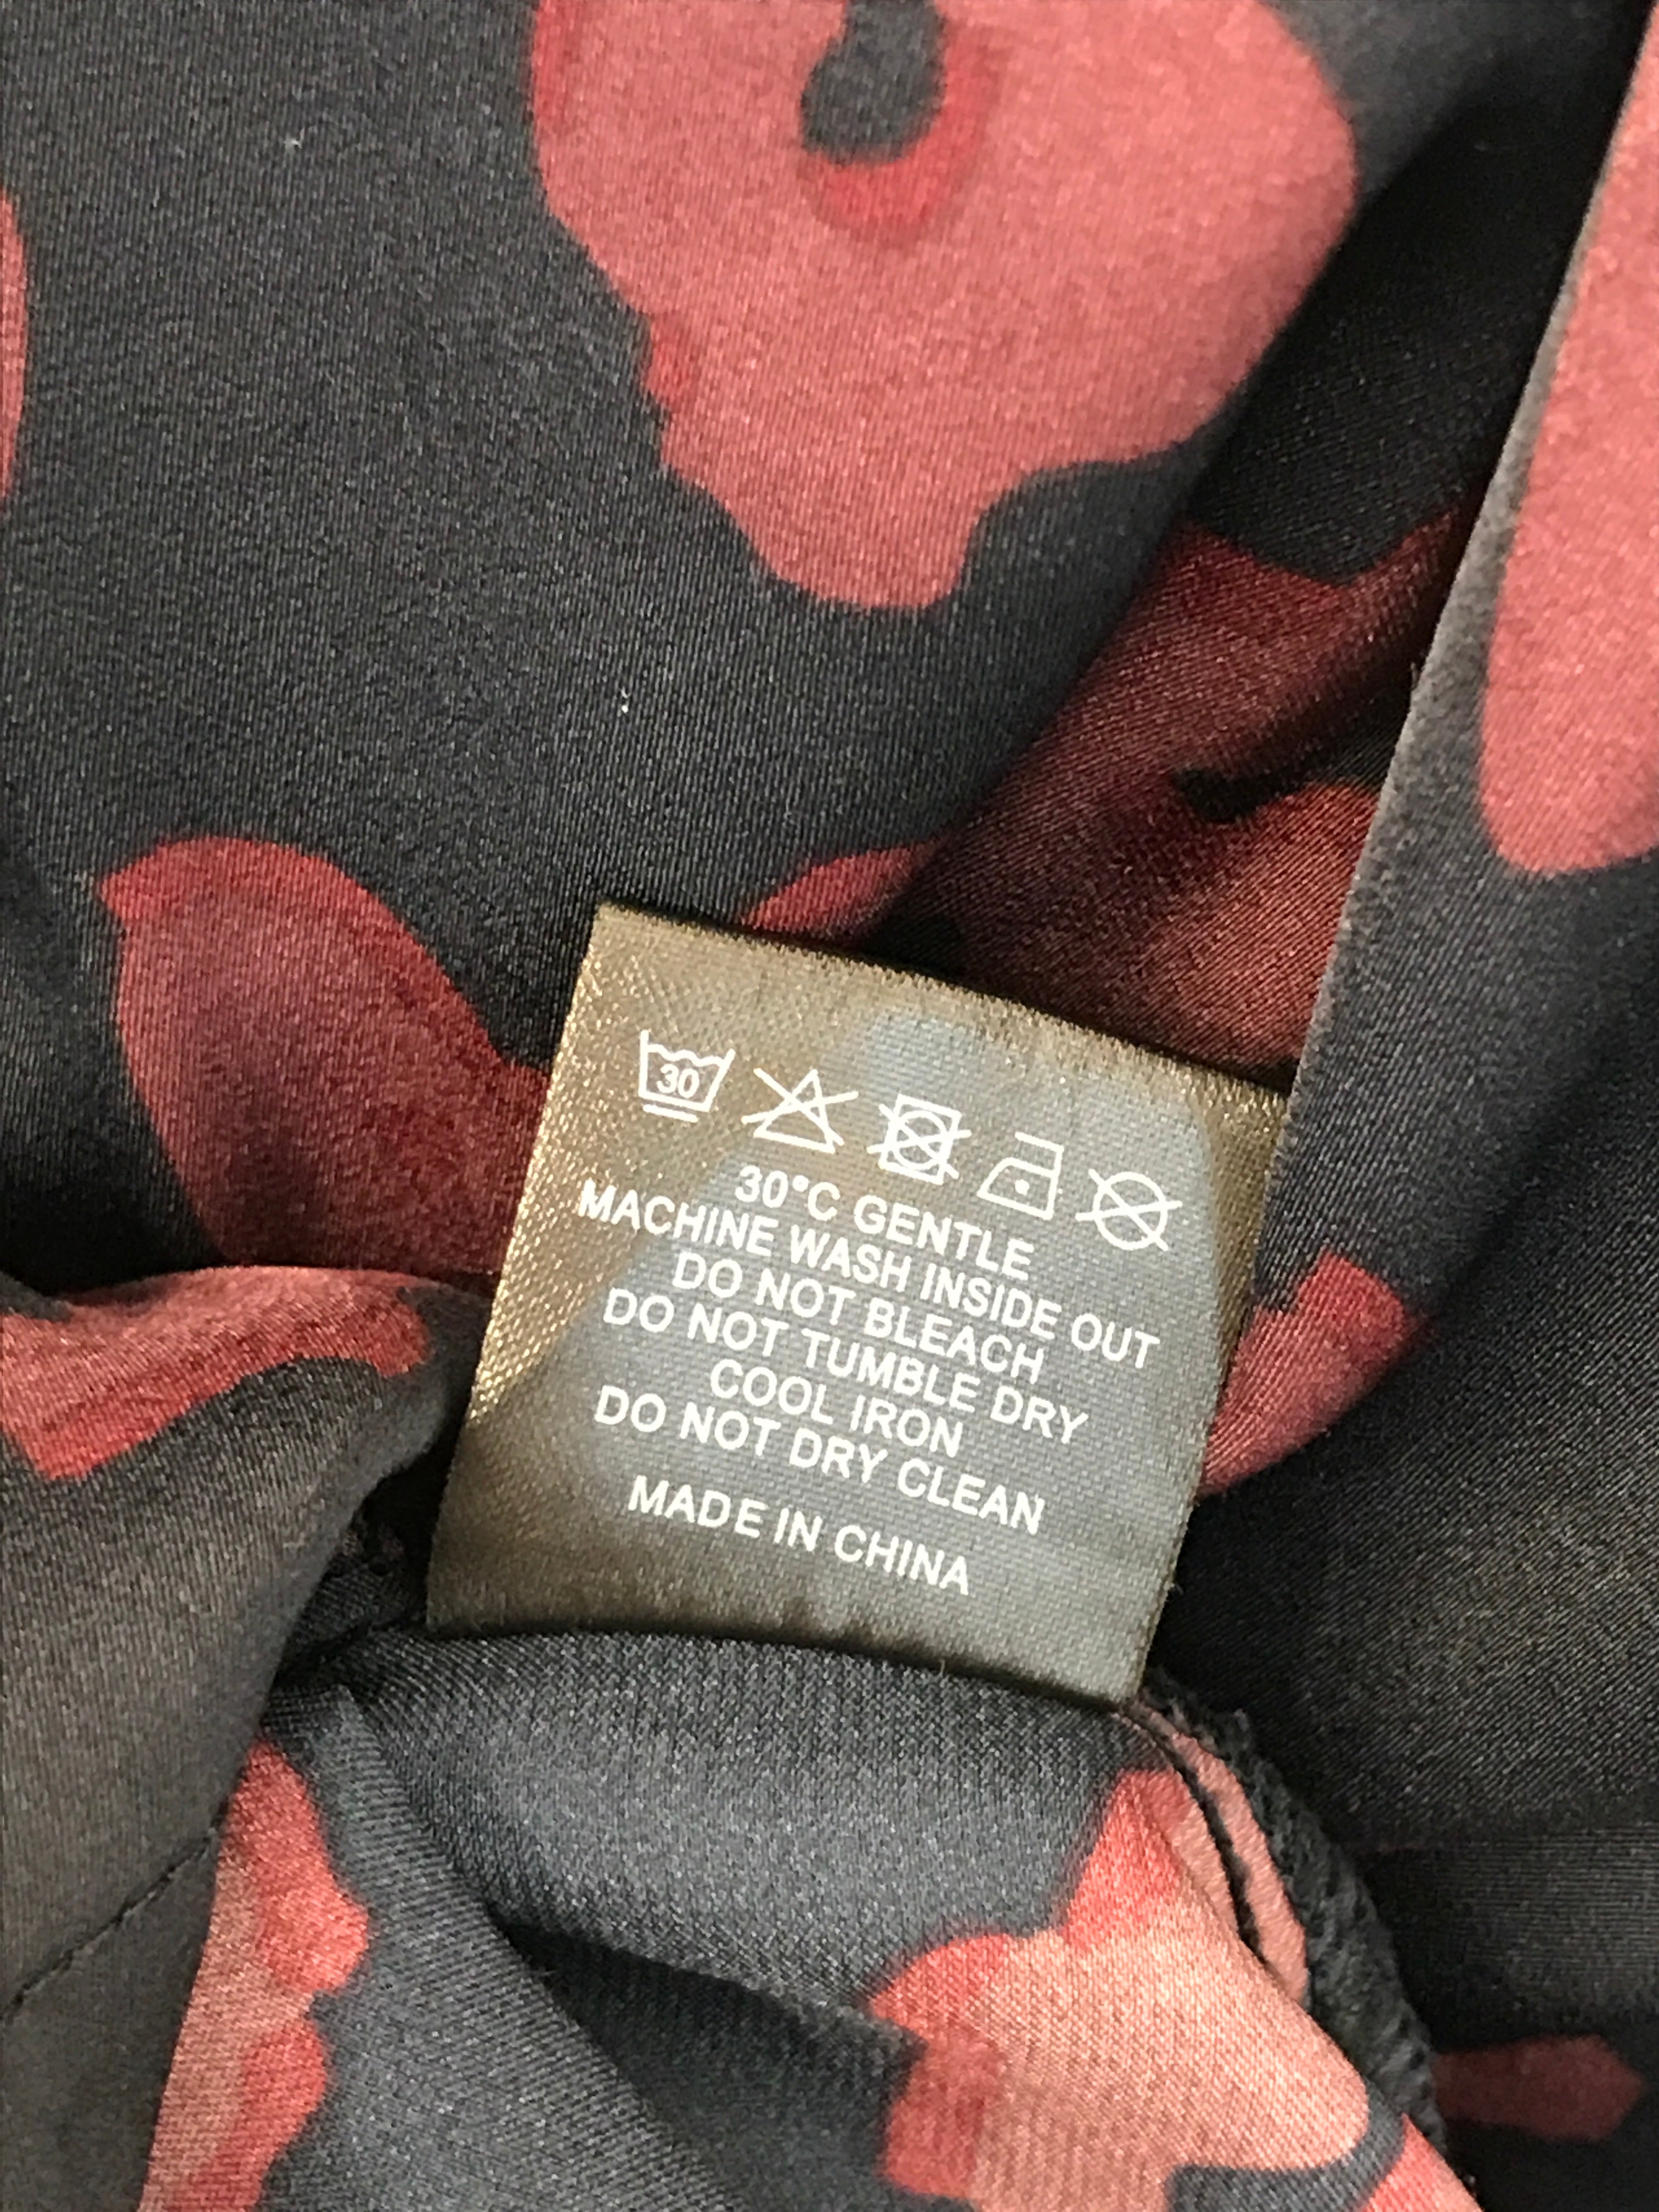 30
30°C GENTLE
MACHINE WASH INSIDE OUT
DO NOT BLEACH
DO NOT TUMBLE DRY
COOL IRON
DO NOT DRY CLEAN
MADE IN CHINA